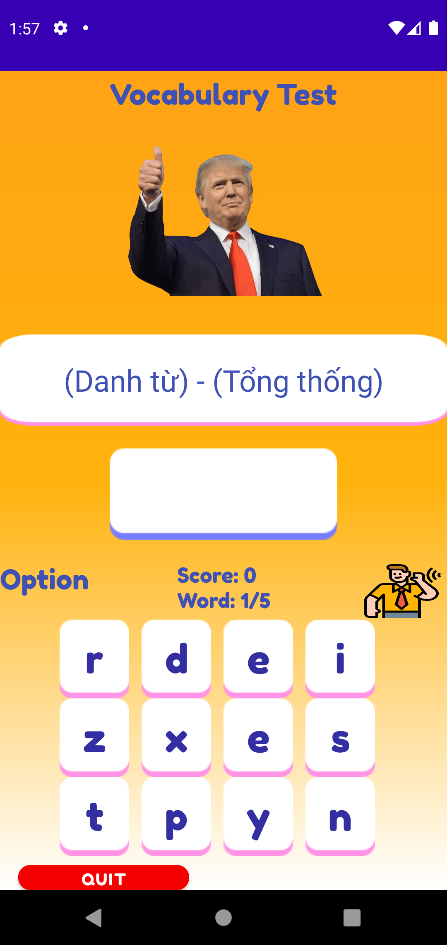 1:57
Vocabulary Test
(Danh từ) - (Tổng thống)
Option
Score: 0
Word: 1/5
r d e i
z x e s
t p y n
QUIT